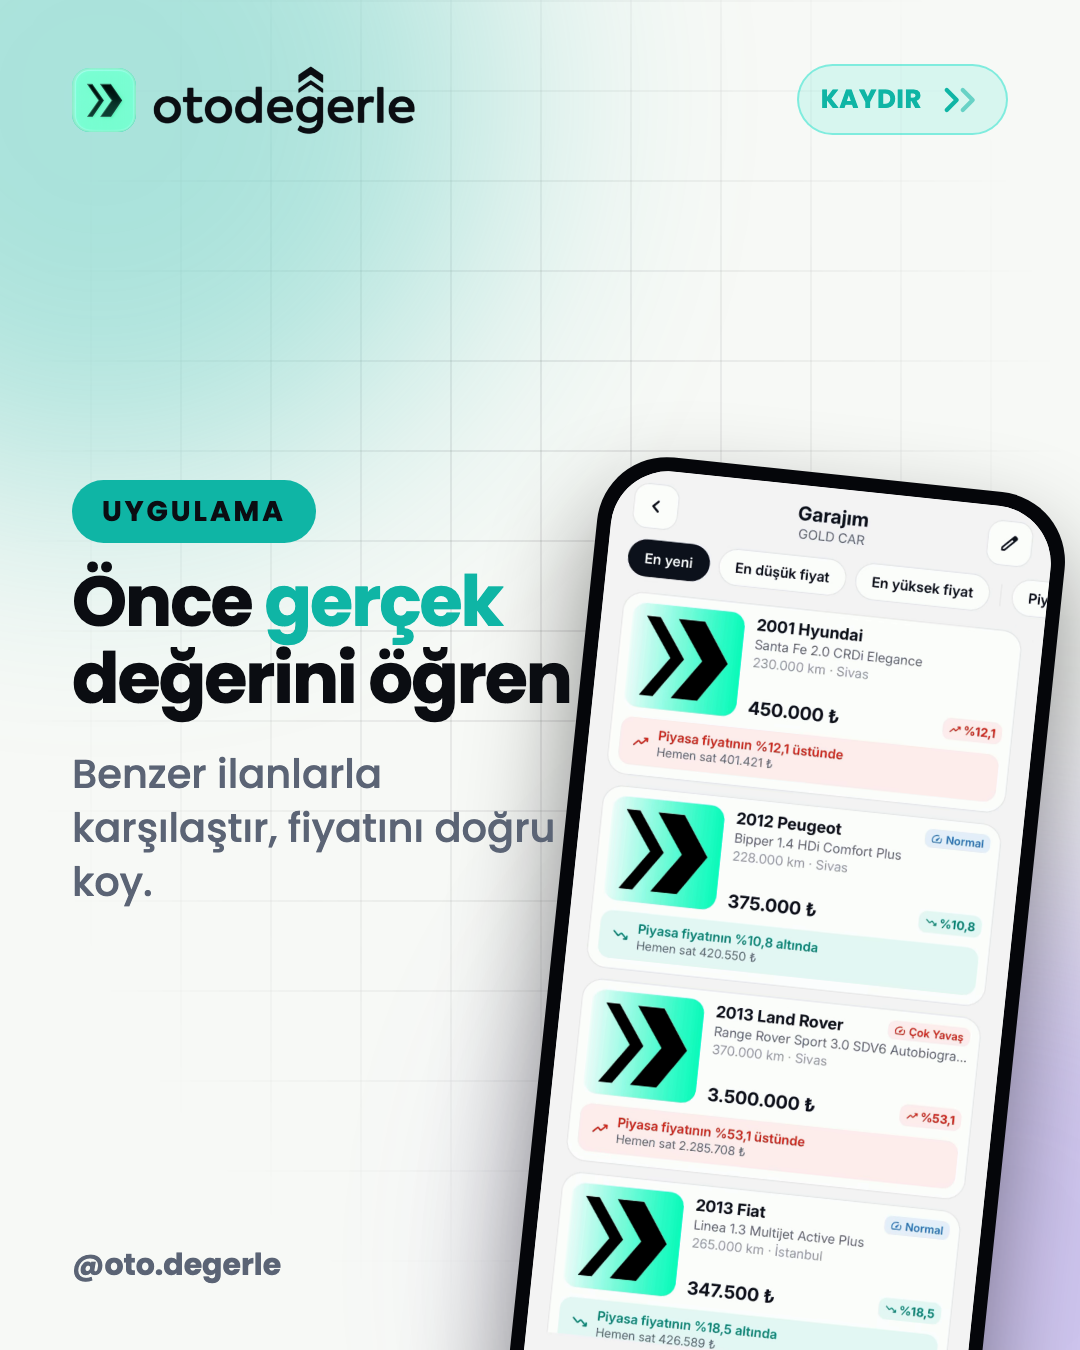 otodeğerle
KAYDIR
UYGULAMA
Önce gerçek
değerini öğren
Benzer ilanlarla
karşılaştır, fiyatını doğru
koy.
@oto.degerle
Garajım
GOLD CAR
En yeni
En düşük fiyat
En yüksek fiyat
Piy
2001 Hyundai
Santa Fe 2.0 CRDi Elegance
230.000 km · Sivas
450.000 ₺
%12,1
Piyasa fiyatının %12,1 üstünde
Hemen sat 401.421 ₺
2012 Peugeot
Normal
Bipper 1.4 HDi Comfort Plus
228.000 km · Sivas
375.000 ₺
%10,8
Piyasa fiyatının %10,8 altında
Hemen sat 420.550 ₺
2013 Land Rover
Çok Yavaş
Range Rover Sport 3.0 SDV6 Autobiogra...
370.000 km · Sivas
3.500.000 ₺
%53,1
Piyasa fiyatının %53,1 üstünde
Hemen sat 2.285.708 ₺
2013 Fiat
Normal
Linea 1.3 Multijet Active Plus
265.000 km · İstanbul
347.500 ₺
%18,5
Piyasa fiyatının %18,5 altında
Hemen sat 426.589 ₺